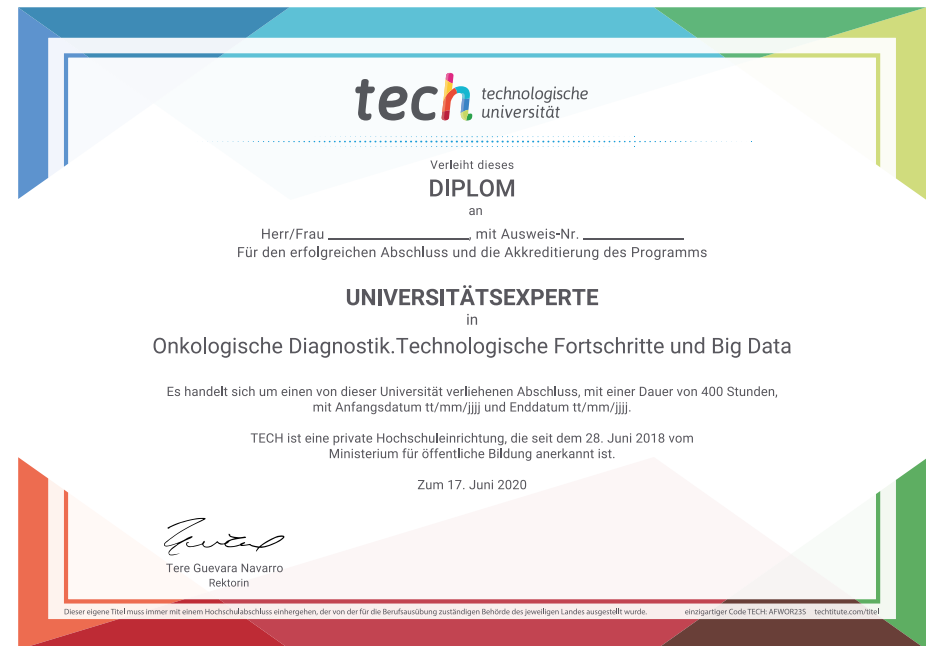 tech technologische
universität
Verleiht dieses
DIPLOM
an
Herr/Frau ________________, mit Ausweis-Nr. ____________
Für den erfolgreichen Abschluss und die Akkreditierung des Programms
UNIVERSITÄTSEXPERTE
in
Onkologische Diagnostik.Technologische Fortschritte und Big Data
Es handelt sich um einen von dieser Universität verliehenen Abschluss, mit einer Dauer von 400 Stunden,
mit Anfangsdatum tt/mm/jjjj und Enddatum tt/mm/jjjj.
TECH ist eine private Hochschuleinrichtung, die seit dem 28. Juni 2018 vom
Ministerium für öffentliche Bildung anerkannt ist.
Zum 17. Juni 2020
Tere Guevara Navarro
Rektorin
Dieser eigene Titel muss immer mit einem Hochschulabschluss einhergehen, der von der für die Berufsausübung zuständigen Behörde des jeweiligen Landes ausgestellt wurde. einzigartiger Code TECH: AFWOR23S techtitute.com/titel